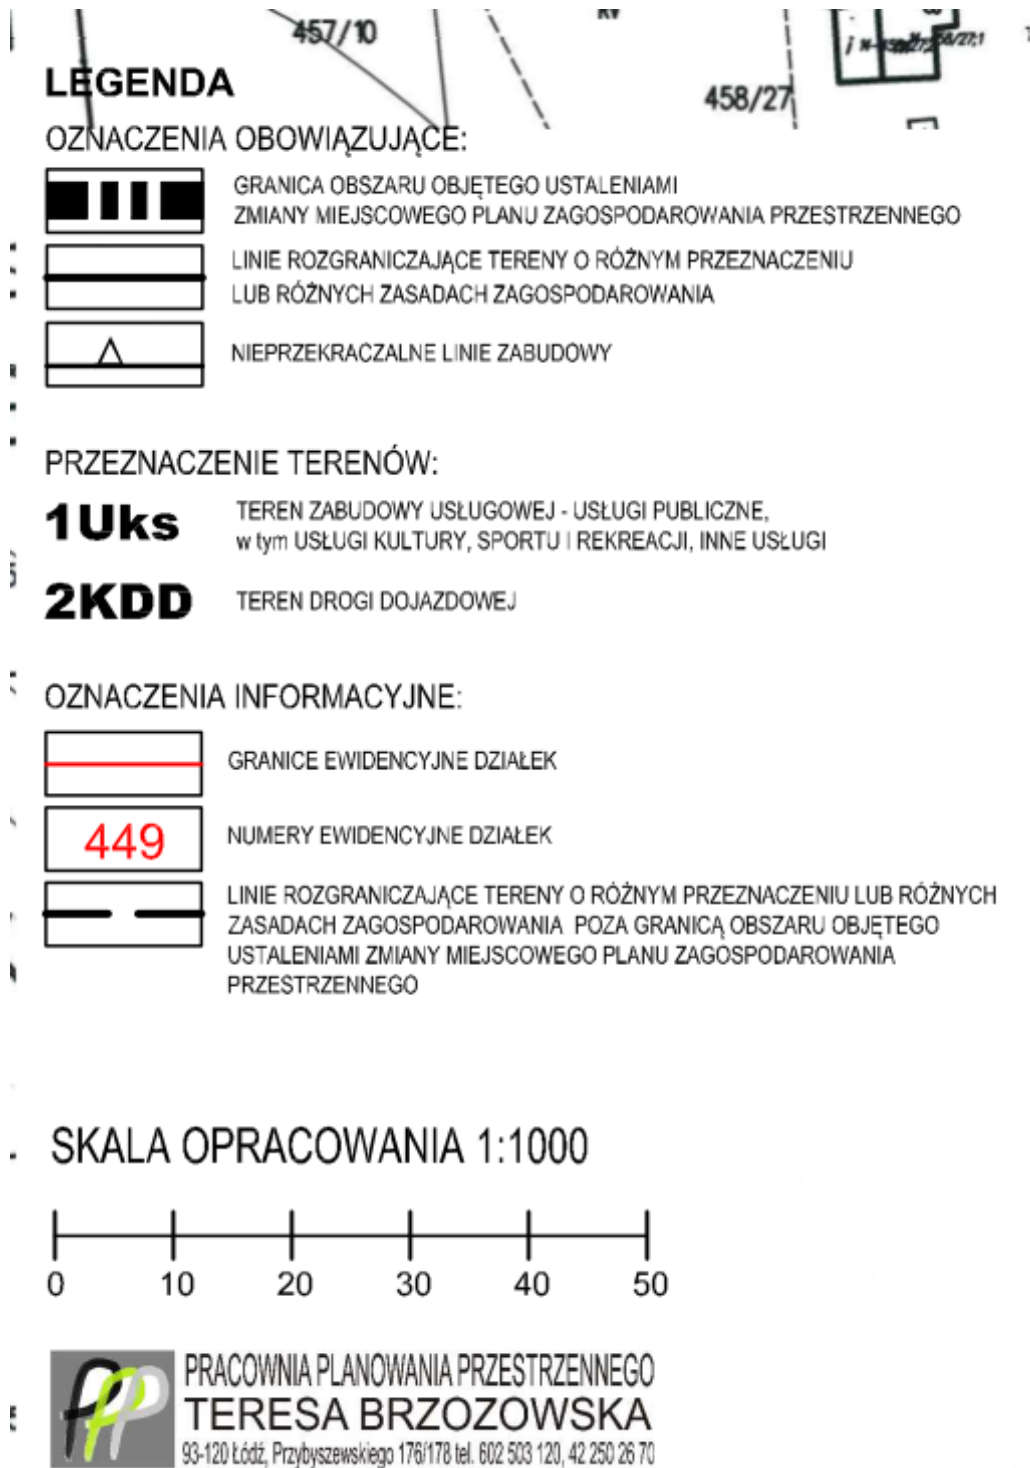 457/10
458/27
LEGENDA
OZNACZENIA OBOWIĄZUJĄCE:
GRANICA OBSZARU OBJĘTEGO USTALENIAMI
ZMIANY MIEJSCOWEGO PLANU ZAGOSPODAROWANIA PRZESTRZENNEGO
LINIE ROZGRANICZAJĄCE TERENY O RÓŻNYM PRZEZNACZENIU
LUB RÓŻNYCH ZASADACH ZAGOSPODAROWANIA
NIEPRZEKRACZALNE LINIE ZABUDOWY
PRZEZNACZENIE TERENÓW:
1Uks
TEREN ZABUDOWY USŁUGOWEJ - USŁUGI PUBLICZNE,
w tym USŁUGI KULTURY, SPORTU I REKREACJI, INNE USŁUGI
2KDD
TEREN DROGI DOJAZDOWEJ
OZNACZENIA INFORMACYJNE:
GRANICE EWIDENCYJNE DZIAŁEK
449
NUMERY EWIDENCYJNE DZIAŁEK
LINIE ROZGRANICZAJĄCE TERENY O RÓŻNYM PRZEZNACZENIU LUB RÓŻNYCH
ZASADACH ZAGOSPODAROWANIA POZA GRANICĄ OBSZARU OBJĘTEGO
USTALENIAMI ZMIANY MIEJSCOWEGO PLANU ZAGOSPODAROWANIA
PRZESTRZENNEGO
SKALA OPRACOWANIA 1:1000
0 10 20 30 40 50
PPP
PRACOWNIA PLANOWANIA PRZESTRZENNEGO
TERESA BRZOZOWSKA
93-120 Łódź, Przybyszewskiego 176/178 tel. 602 503 120, 42 250 26 70